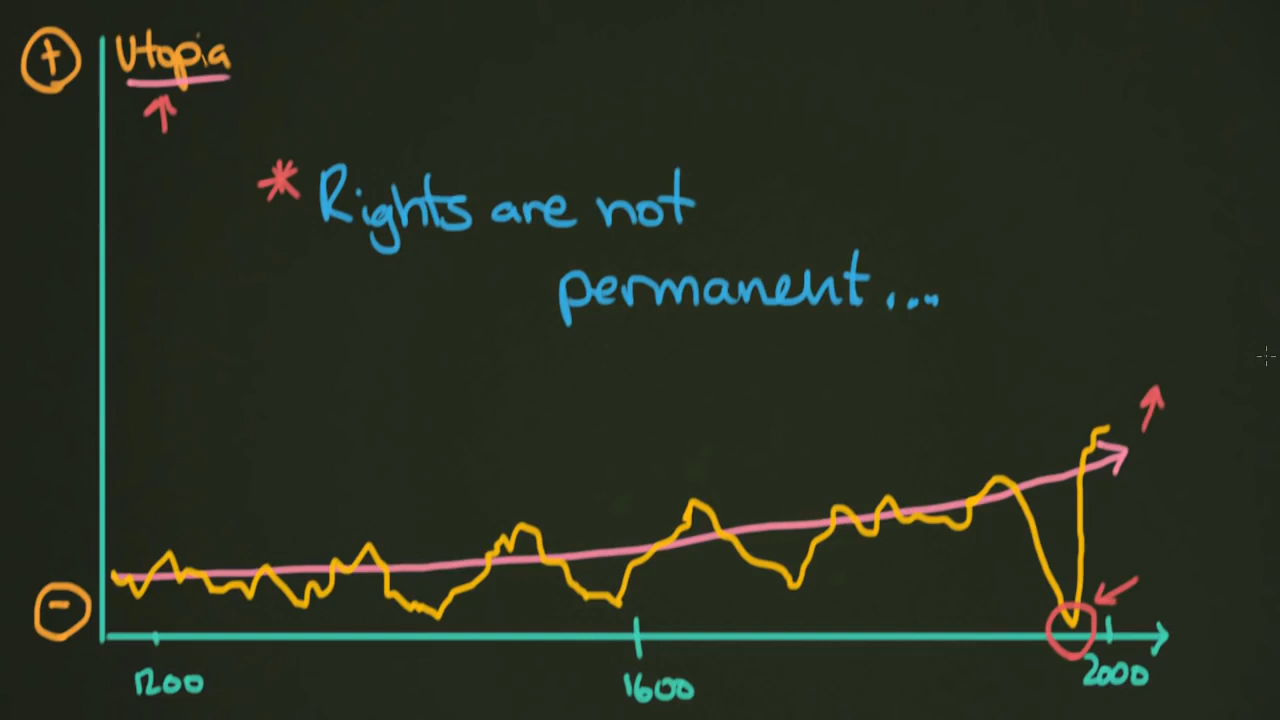 +
Utopia
* Rights are not
permanent...
-
1200
1600
2000